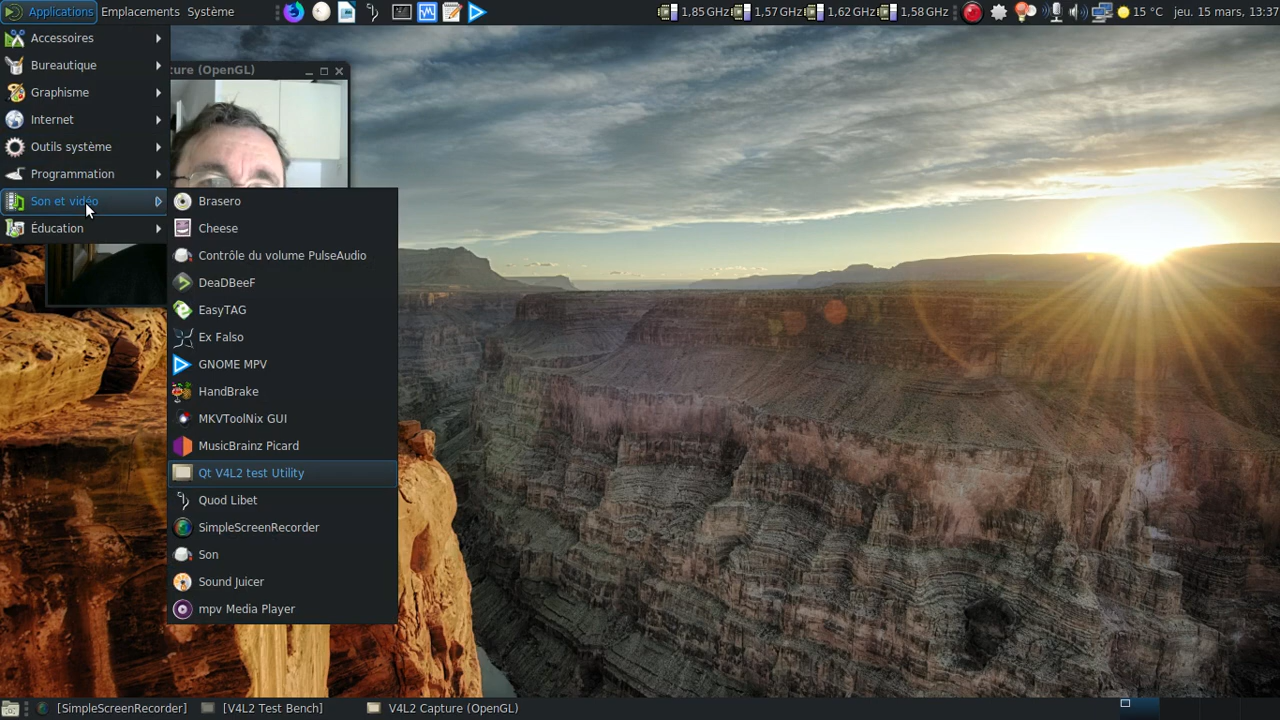 Applications Emplacements Système 1,85 GHz 1,57 GHz 1,62 GHz 1,58 GHz 15 °C jeu. 15 mars, 13:37
Accessoires
ture (OpenGL)
Bureautique
Graphisme
Internet
Outils système
Programmation
Son et vidéo
Éducation
Brasero
Cheese
Contrôle du volume PulseAudio
DeaDBeeF
EasyTAG
Ex Falso
GNOME MPV
HandBrake
MKVToolNix GUI
MusicBrainz Picard
Qt V4L2 test Utility
Quod Libet
SimpleScreenRecorder
Son
Sound Juicer
mpv Media Player
[SimpleScreenRecorder] [V4L2 Test Bench] V4L2 Capture (OpenGL)